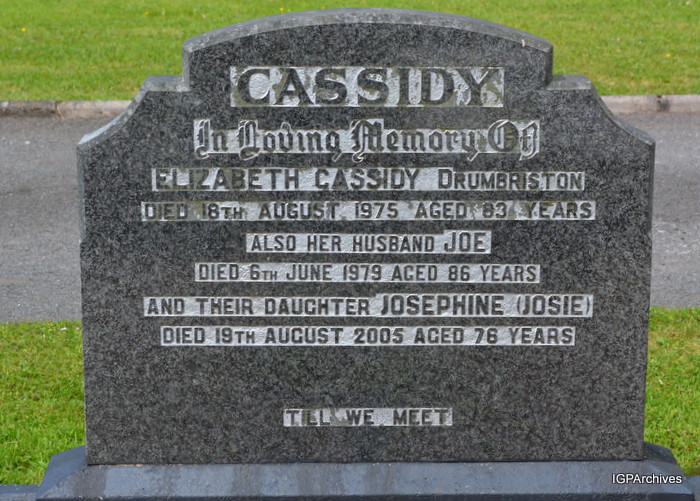 CASSIDY
In Loving Memory Of
ELIZABETH CASSIDY DRUMBRISTON
DIED 18TH AUGUST 1975 AGED 83 YEARS
ALSO HER HUSBAND JOE
DIED 6TH JUNE 1979 AGED 86 YEARS
AND THEIR DAUGHTER JOSEPHINE (JOSIE)
DIED 19TH AUGUST 2005 AGED 76 YEARS
TILL WE MEET
IGPArchives